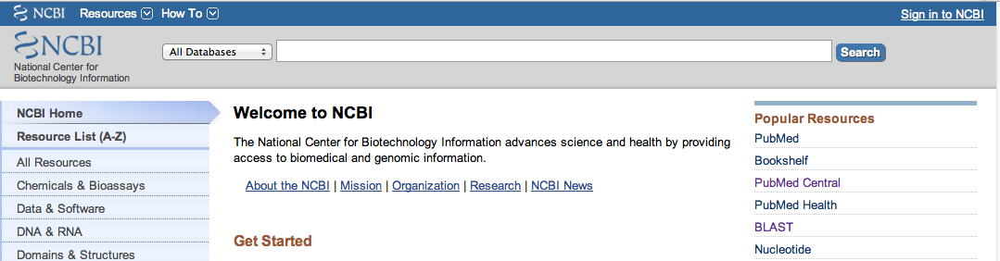 NCBI Resources How To Sign in to NCBI
NCBI
National Center for
Biotechnology Information
All Databases
Search
NCBI Home
Resource List (A-Z)
All Resources
Chemicals & Bioassays
Data & Software
DNA & RNA
Domains & Structures
Welcome to NCBI
The National Center for Biotechnology Information advances science and health by providing
access to biomedical and genomic information.
About the NCBI | Mission | Organization | Research | NCBI News
Get Started
Popular Resources
PubMed
Bookshelf
PubMed Central
PubMed Health
BLAST
Nucleotide